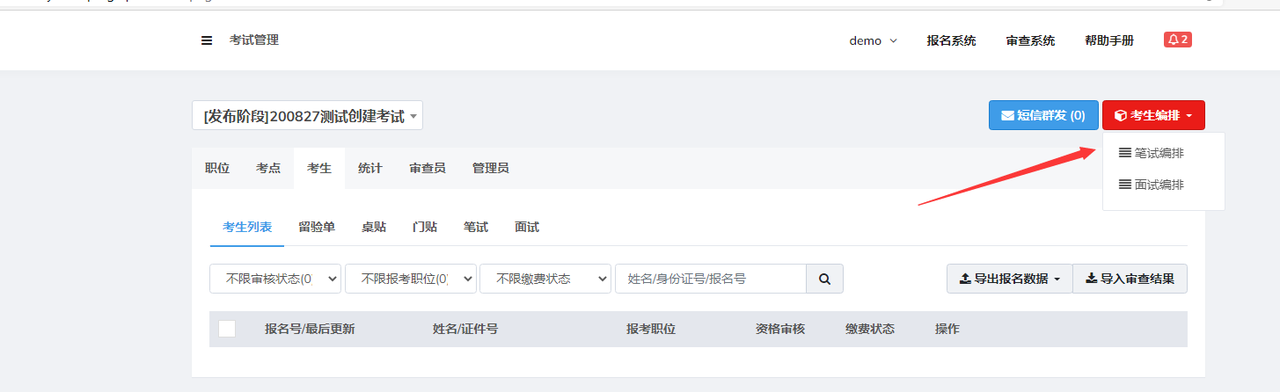 考试管理
demo 报名系统 审查系统 帮助手册 2
[发布阶段]200827测试创建考试
短信群发 (0) 考生编排
笔试编排
面试编排
职位 考点 考生 统计 审查员 管理员
考生列表 留验单 桌贴 门贴 笔试 面试
不限审核状态(0 不限报考职位(0) 不限缴费状态 姓名/身份证号/报名号 导出报名数据 导入审查结果
报名号/最后更新 姓名/证件号 报考职位 资格审核 缴费状态 操作